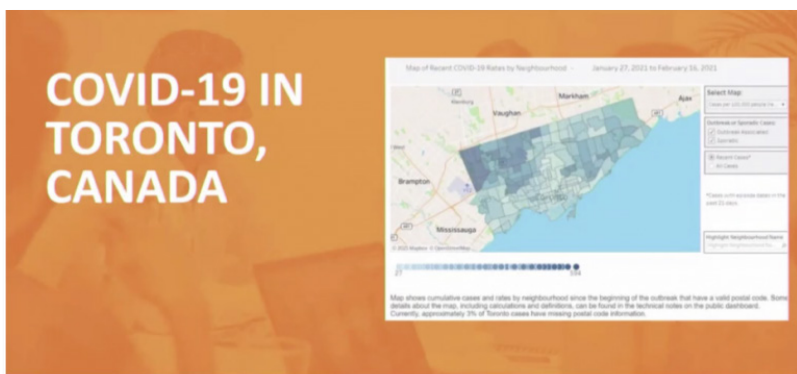 COVID-19 IN
TORONTO,
CANADA
Map of Recent COVID-19 Rates by Neighbourhood - January 27, 2021 to February 16, 2021
Markham
Ajax
Vaughan
Brampton
Mississauga
Select Map
Outbreak or Sporadic Cases
Outbreak Associated
Sporadic
Recent Cases*
All Cases
*Cases with episode dates in the
past 21 days.
Highlight Neighbourhood Name
27
Map shows cumulative cases and rates by neighbourhood since the beginning of the outbreak that have a valid postal code. Some
details about the map, including calculations and definitions, can be found in the technical notes on the public dashboard.
Currently, approximately 3% of Toronto cases have missing postal code information.